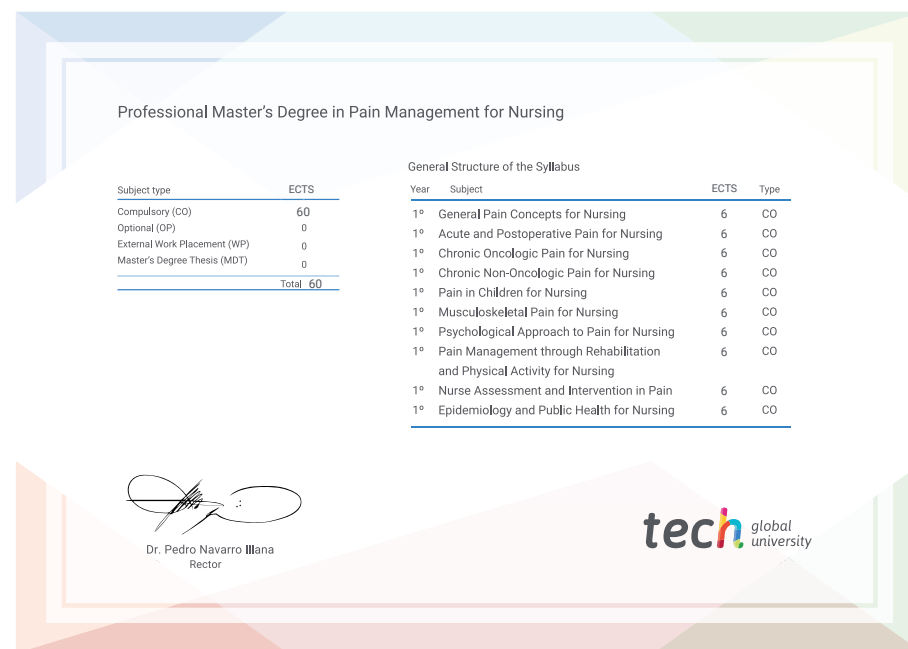 Professional Master's Degree in Pain Management for Nursing
Subject type ECTS
Compulsory (CO) 60
Optional (OP) 0
External Work Placement (WP) 0
Master's Degree Thesis (MDT) 0
Total 60
General Structure of the Syllabus
Year Subject ECTS Type
1º General Pain Concepts for Nursing 6 CO
1º Acute and Postoperative Pain for Nursing 6 CO
1º Chronic Oncologic Pain for Nursing 6 CO
1º Chronic Non-Oncologic Pain for Nursing 6 CO
1º Pain in Children for Nursing 6 CO
1º Musculoskeletal Pain for Nursing 6 CO
1º Psychological Approach to Pain for Nursing 6 CO
1º Pain Management through Rehabilitation 6 CO
and Physical Activity for Nursing
1º Nurse Assessment and Intervention in Pain 6 CO
1º Epidemiology and Public Health for Nursing 6 CO
Dr. Pedro Navarro Illana
Rector
tech global
university